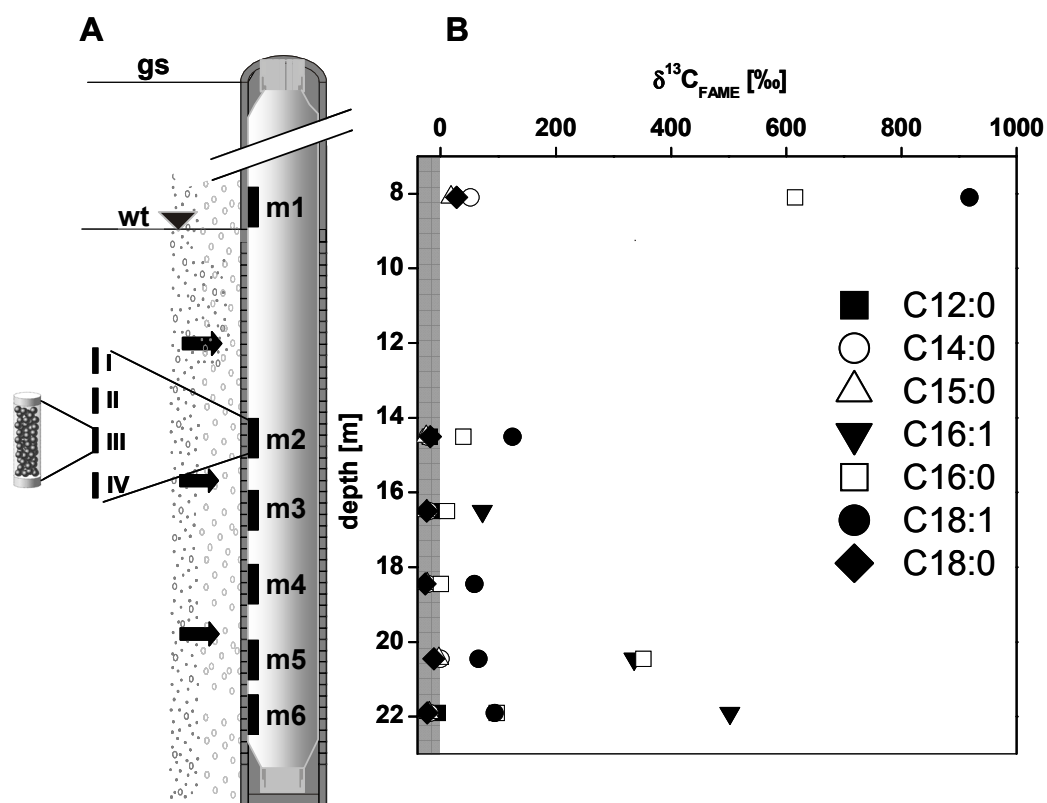 A
gs
wt
m1
I
II
III
IV
m2
m3
m4
m5
m6
B
δ¹³C_FAME [‰]
0 200 400 600 800 1000
depth [m]
8
10
12
14
16
18
20
22
C12:0
C14:0
C15:0
C16:1
C16:0
C18:1
C18:0